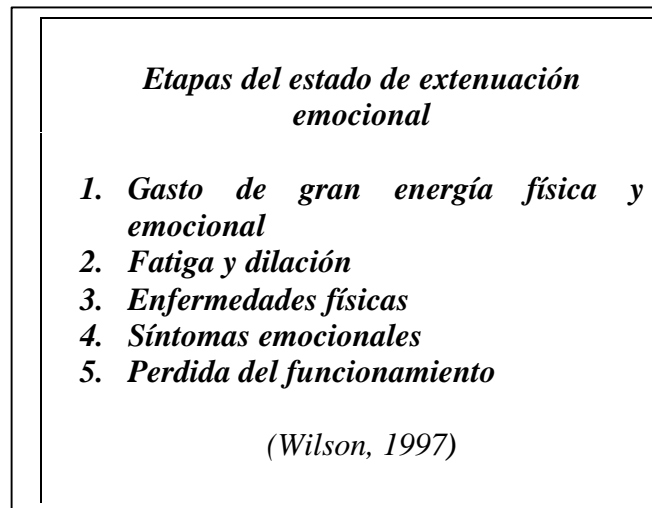 Etapas del estado de extenuación
emocional
1. Gasto de gran energía física y
emocional
2. Fatiga y dilación
3. Enfermedades físicas
4. Síntomas emocionales
5. Perdida del funcionamiento
(Wilson, 1997)